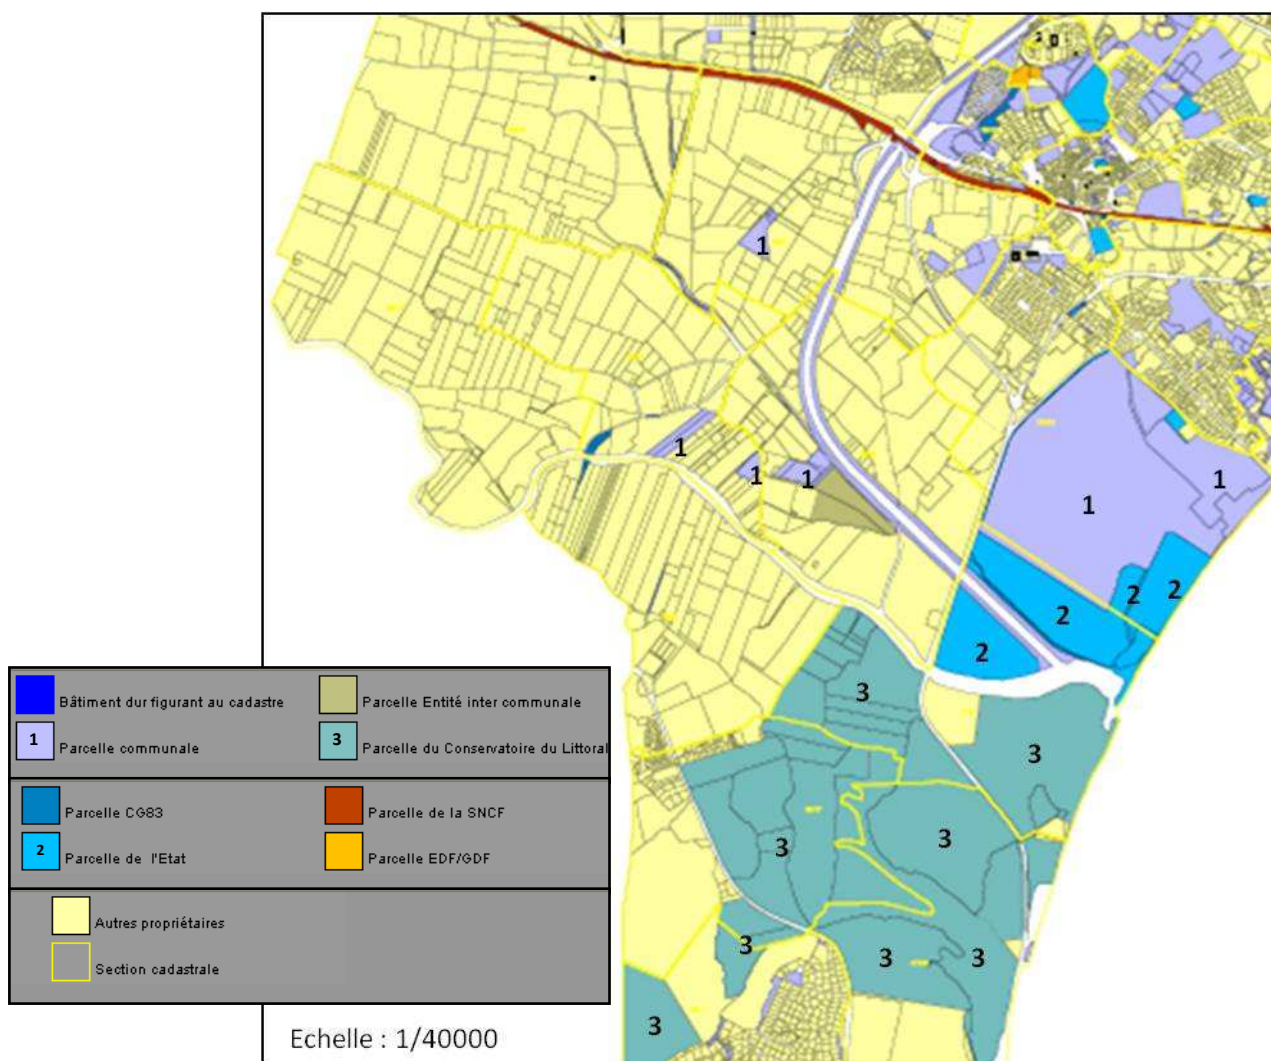 1
1
1
1
1
1
2
2
2
2
3
3
3
3
3
3
3
3
Bâtiment dur figurant au cadastre
Parcelle Entité inter communale
1 Parcelle communale
3 Parcelle du Conservatoire du Littoral
Parcelle CG83
Parcelle de la SNCF
2 Parcelle de l'Etat
Parcelle EDF/GDF
Autres propriétaires
Section cadastrale
Echelle : 1/40000